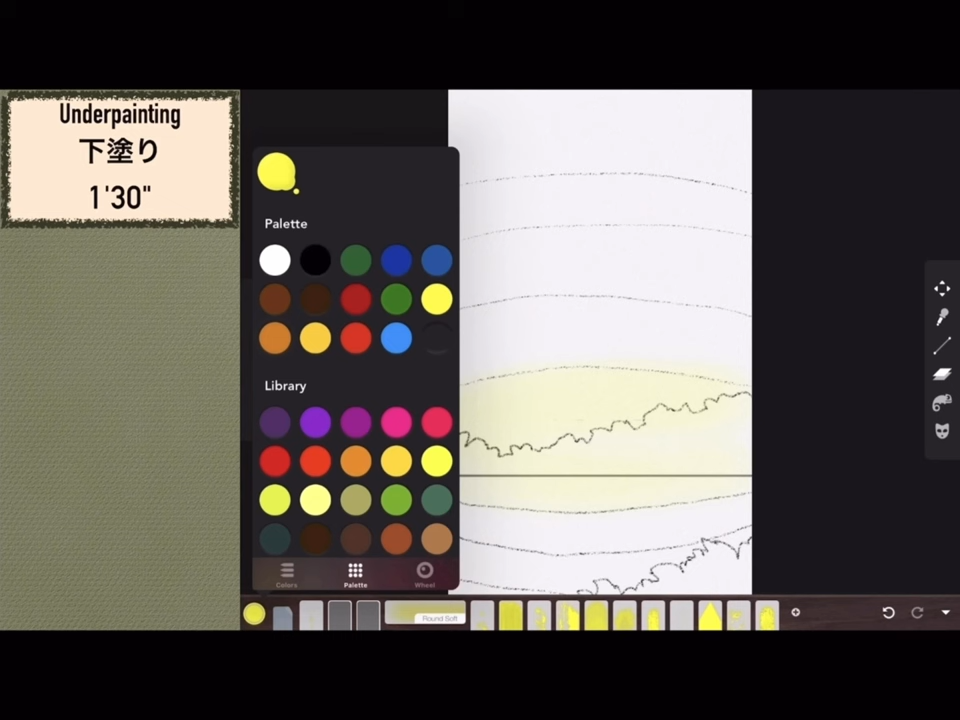 Underpainting
下塗り
1'30"
Palette
Library
Colors
Palette
Wheel
Round Soft